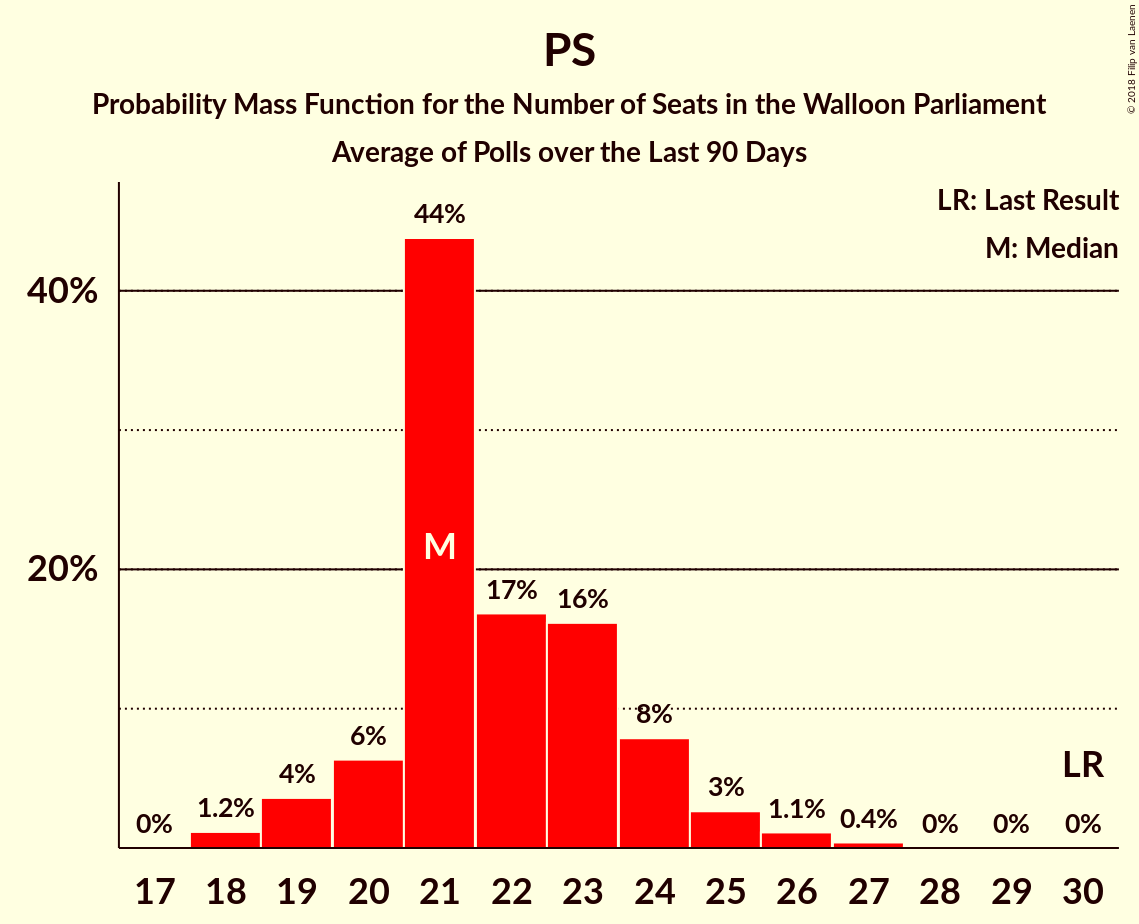 PS
Probability Mass Function for the Number of Seats in the Walloon Parliament
Average of Polls over the Last 90 Days
© 2018 Filip van Laenen
LR: Last Result
M: Median
40%
20%
44%
M
17%
16%
8%
6%
4%
3%
1.2%
1.1%
0.4%
0%
0%
0%
0%
LR
17 18 19 20 21 22 23 24 25 26 27 28 29 30